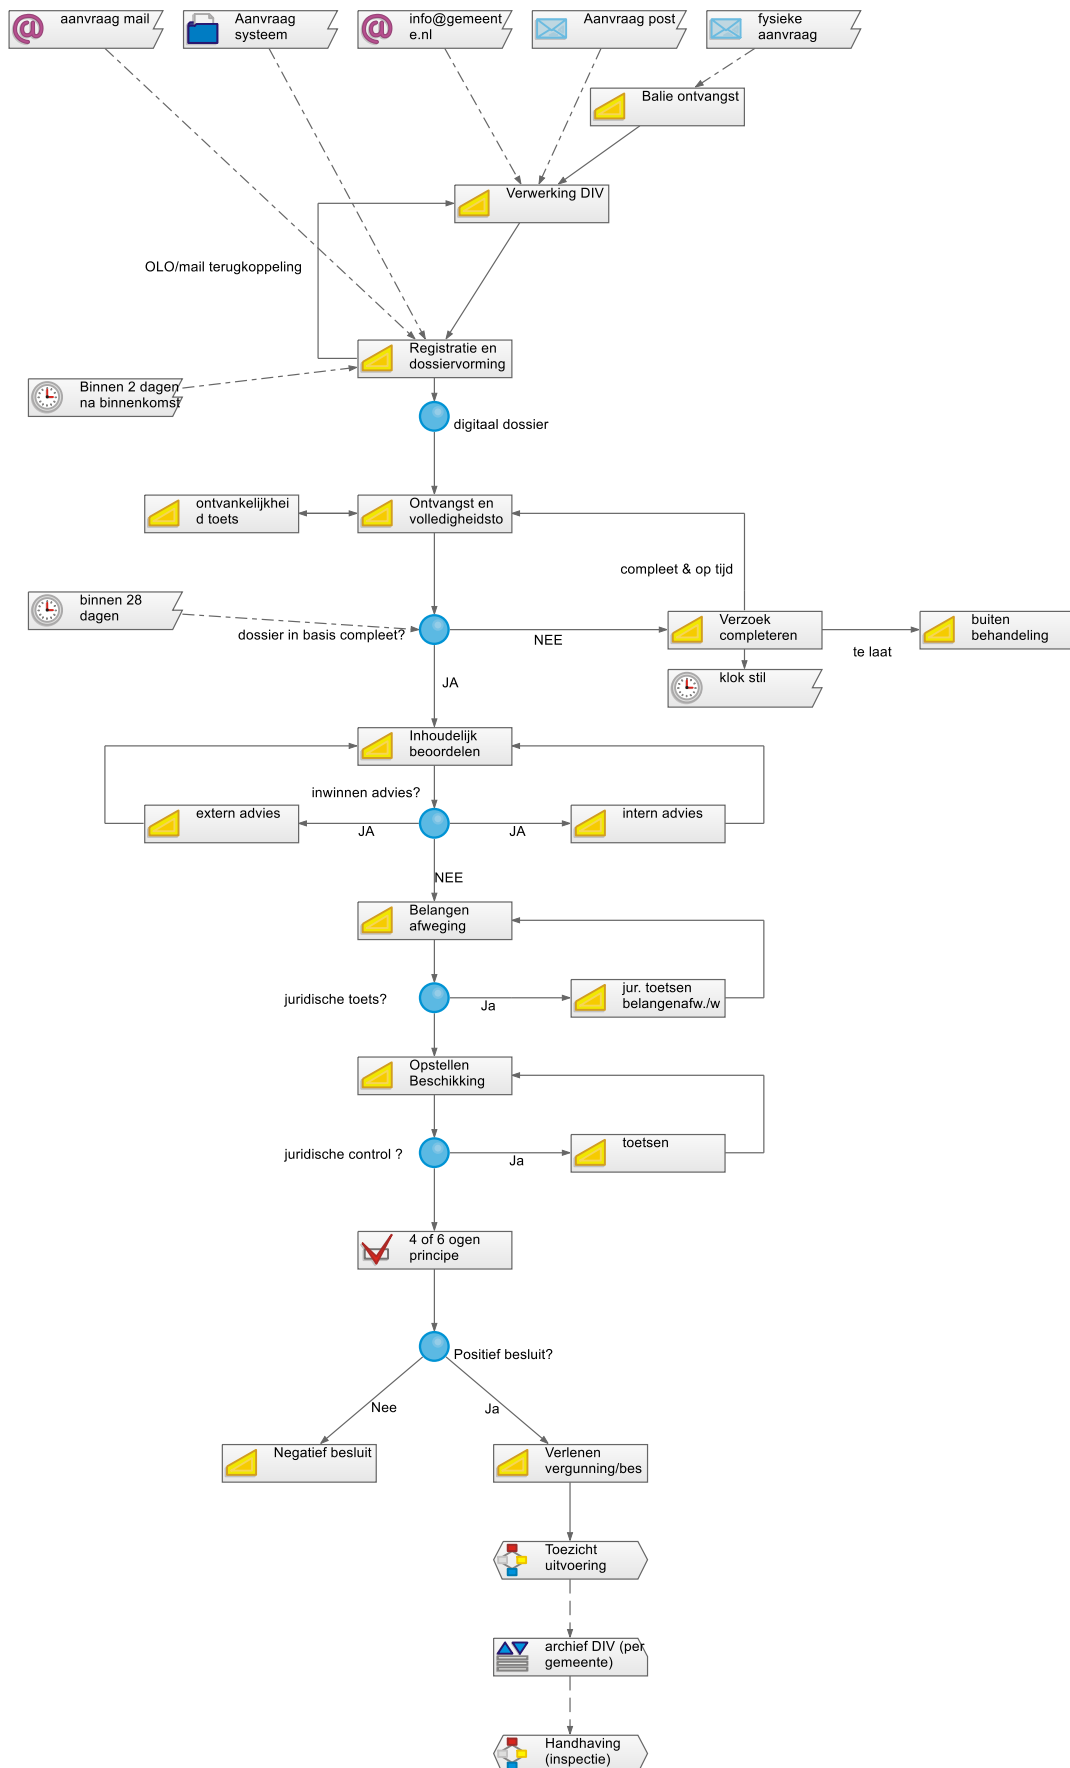 aanvraag mail
Aanvraag
systeem
info@gemeent
e.nl
Aanvraag post
fysieke
aanvraag
Balie ontvangst
Verwerking DIV
OLO/mail terugkoppeling
Registratie en
dossiervorming
Binnen 2 dagen
na binnenkomst
digitaal dossier
ontvankelijkhei
d toets
Ontvangst en
volledigheidsto
compleet & op tijd
binnen 28
dagen
dossier in basis compleet?
NEE
Verzoek
completeren
te laat
buiten
behandeling
klok stil
JA
Inhoudelijk
beoordelen
inwinnen advies?
extern advies
JA
JA
intern advies
NEE
Belangen
afweging
juridische toets?
Ja
jur. toetsen
belangenafw./w
Opstellen
Beschikking
juridische control ?
Ja
toetsen
4 of 6 ogen
principe
Positief besluit?
Nee
Ja
Negatief besluit
Verlenen
vergunning/bes
Toezicht
uitvoering
archief DIV (per
gemeente)
Handhaving
(inspectie)